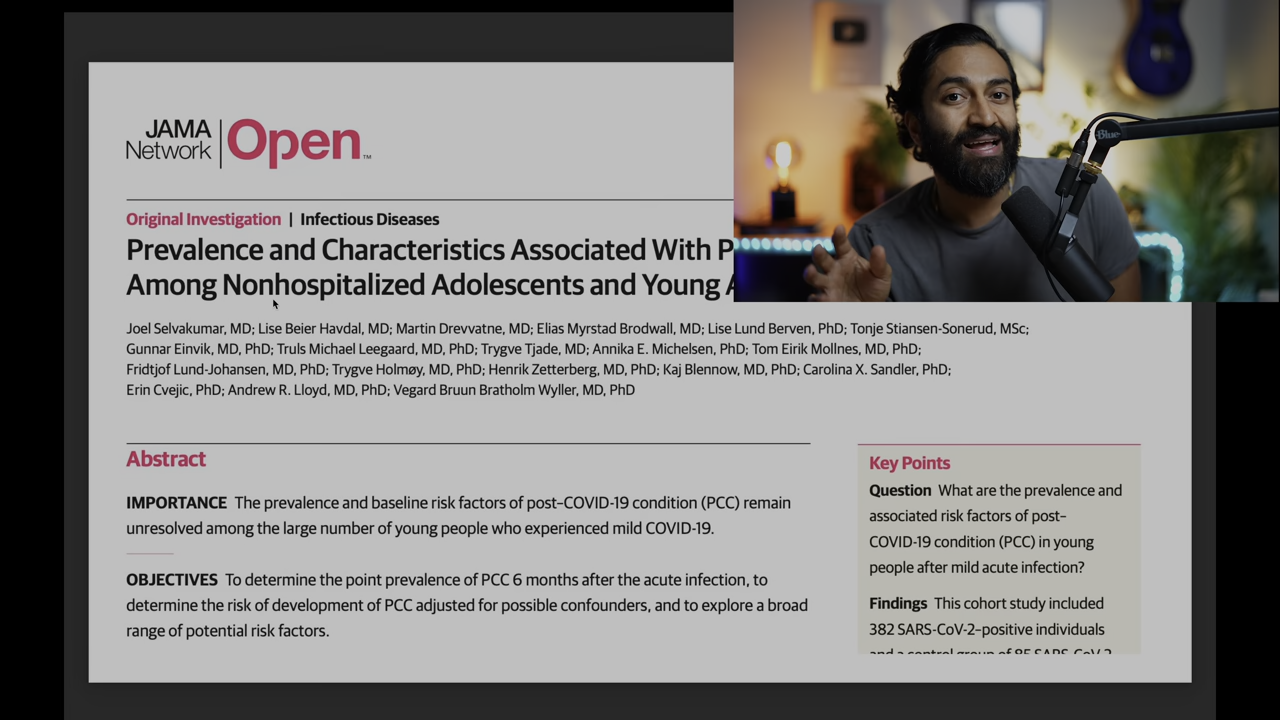 JAMA
Network
Open™
Original Investigation | Infectious Diseases
Prevalence and Characteristics Associated With P
Among Nonhospitalized Adolescents and Young A
Joel Selvakumar, MD; Lise Beier Havdal, MD; Martin Drevvatne, MD; Elias Myrstad Brodwall, MD; Lise Lund Berven, PhD; Tonje Stiansen-Sonerud, MSc;
Gunnar Einvik, MD, PhD; Truls Michael Leegaard, MD, PhD; Trygve Tjade, MD; Annika E. Michelsen, PhD; Tom Eirik Mollnes, MD, PhD;
Fridtjof Lund-Johansen, MD, PhD; Trygve Holmøy, MD, PhD; Henrik Zetterberg, MD, PhD; Kaj Blennow, MD, PhD; Carolina X. Sandler, PhD;
Erin Cvejic, PhD; Andrew R. Lloyd, MD, PhD; Vegard Bruun Bratholm Wyller, MD, PhD
Abstract
IMPORTANCE The prevalence and baseline risk factors of post–COVID-19 condition (PCC) remain
unresolved among the large number of young people who experienced mild COVID-19.
OBJECTIVES To determine the point prevalence of PCC 6 months after the acute infection, to
determine the risk of development of PCC adjusted for possible confounders, and to explore a broad
range of potential risk factors.
Key Points
Question What are the prevalence and
associated risk factors of post–
COVID-19 condition (PCC) in young
people after mild acute infection?
Findings This cohort study included
382 SARS-CoV-2–positive individuals
and a control group of 85 SARS-CoV-2
Blue